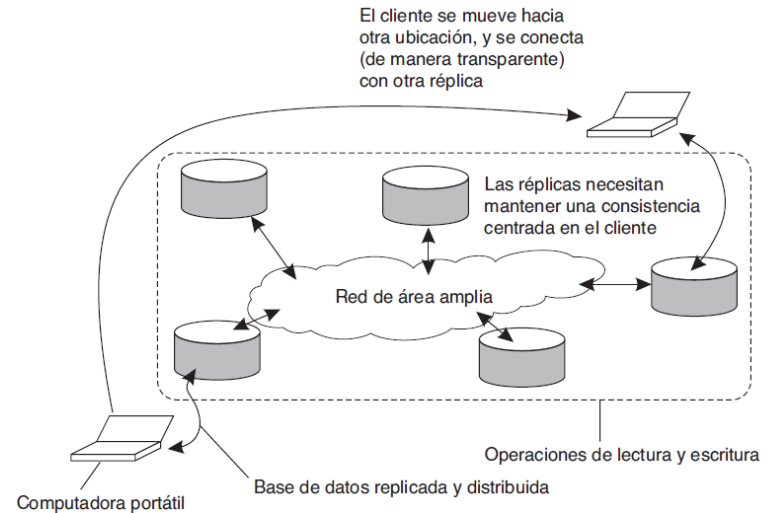 El cliente se mueve hacia
otra ubicación, y se conecta
(de manera transparente)
con otra réplica
Las réplicas necesitan
mantener una consistencia
centrada en el cliente
Red de área amplia
Operaciones de lectura y escritura
Base de datos replicada y distribuida
Computadora portátil